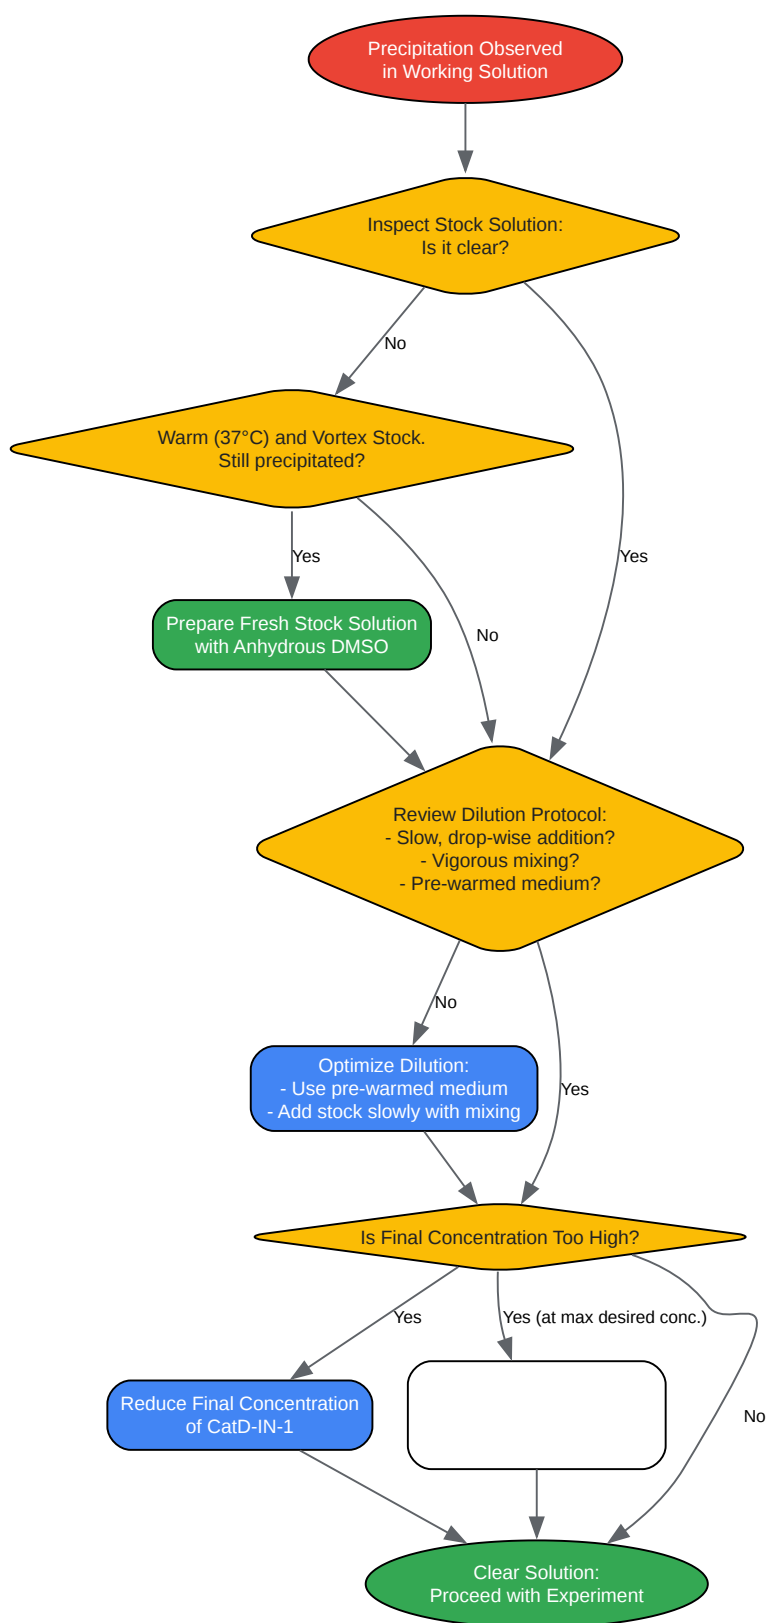 Precipitation Observed
in Working Solution
Inspect Stock Solution:
Is it clear?
No
Yes
Warm (37°C) and Vortex Stock.
Still precipitated?
Yes
No
Prepare Fresh Stock Solution
with Anhydrous DMSO
Review Dilution Protocol:
- Slow, drop-wise addition?
- Vigorous mixing?
- Pre-warmed medium?
No
Yes
Optimize Dilution:
- Use pre-warmed medium
- Add stock slowly with mixing
Is Final Concentration Too High?
Yes
Yes (at max desired conc.)
No
Reduce Final Concentration
of CatD-IN-1
Clear Solution:
Proceed with Experiment